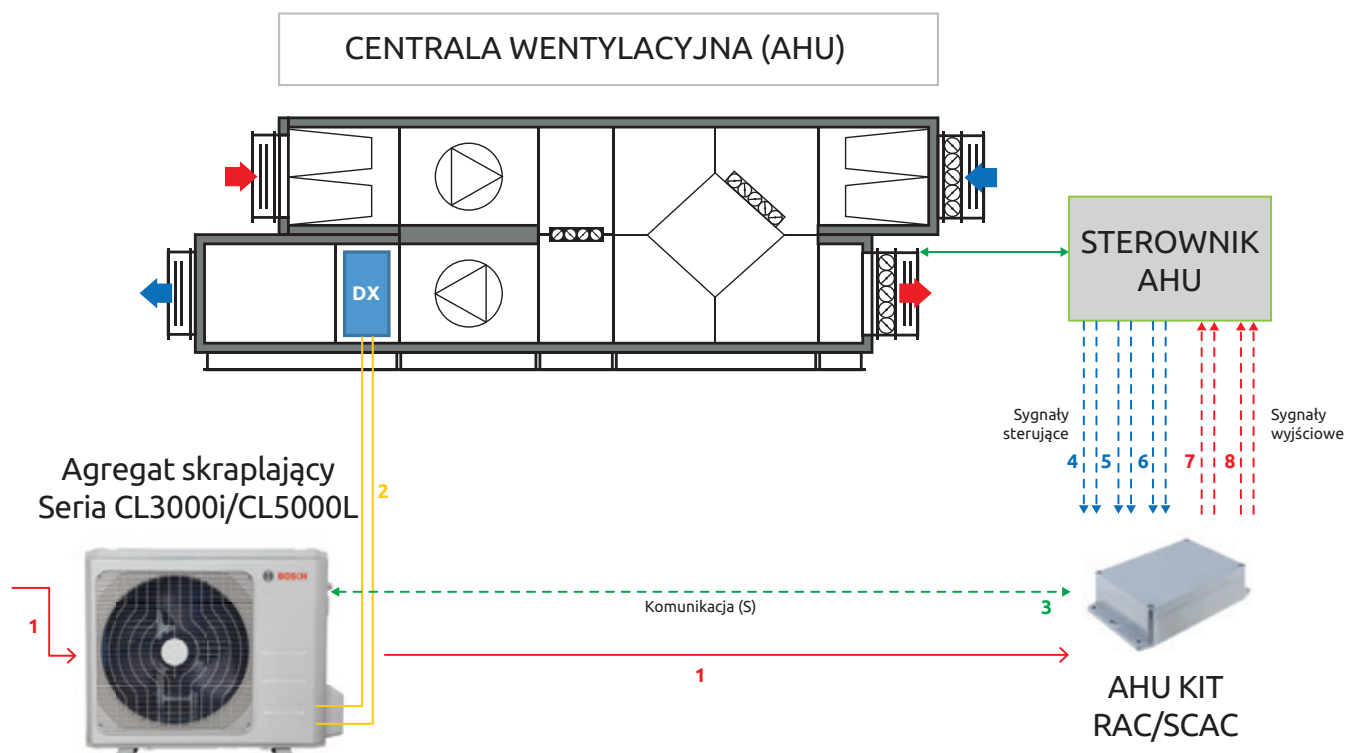 CENTRALA WENTYLACYJNA (AHU)
DX
STEROWNIK
AHU
Sygnały
sterujące
4
5
6
7
8
Sygnały
wyjściowe
Agregat skraplający
Seria CL3000i/CL5000L
2
BOSCH
1
Komunikacja (S)
3
1
AHU KIT
RAC/SCAC